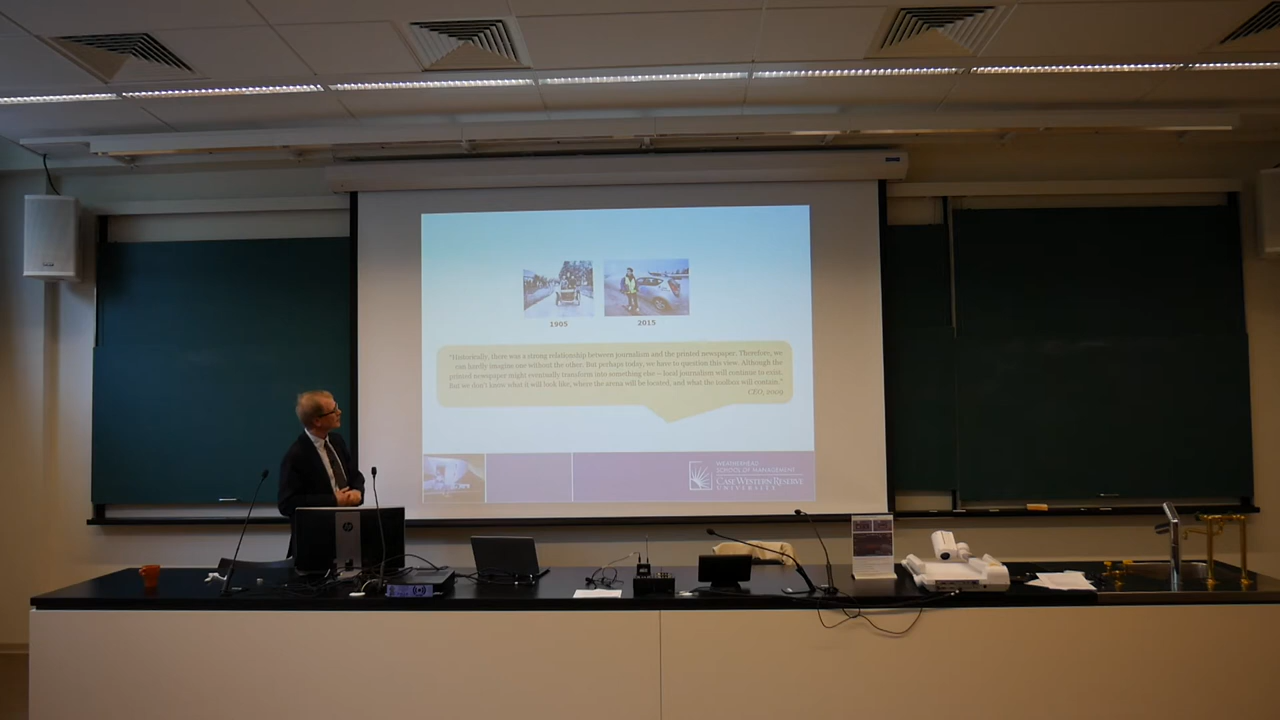 1905
2015
"Historically, there was a strong relationship between journalism and the printed newspaper. Therefore, we
can hardly imagine one without the other. But perhaps today, we have to question this view. Although the
printed newspaper might eventually transform into something else – local journalism will continue to exist.
But we don't know what it will look like, where the arena will be located, and what the toolbox will contain."
CEO, 2009
WEATHERHEAD
SCHOOL OF MANAGEMENT
CASE WESTERN RESERVE
UNIVERSITY
hp